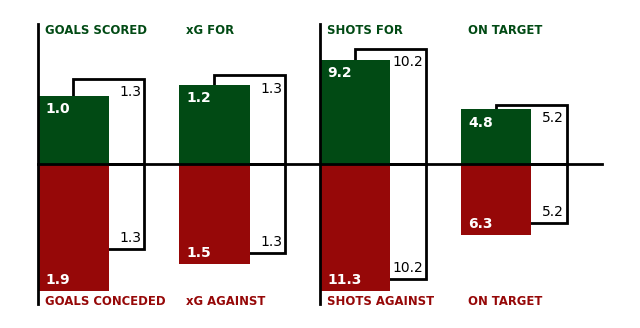 GOALS SCORED xG FOR SHOTS FOR ON TARGET
1.0 1.3 1.2 1.3 9.2 10.2 4.8 5.2
1.9 1.3 1.5 1.3 11.3 10.2 6.3 5.2
GOALS CONCEDED xG AGAINST SHOTS AGAINST ON TARGET